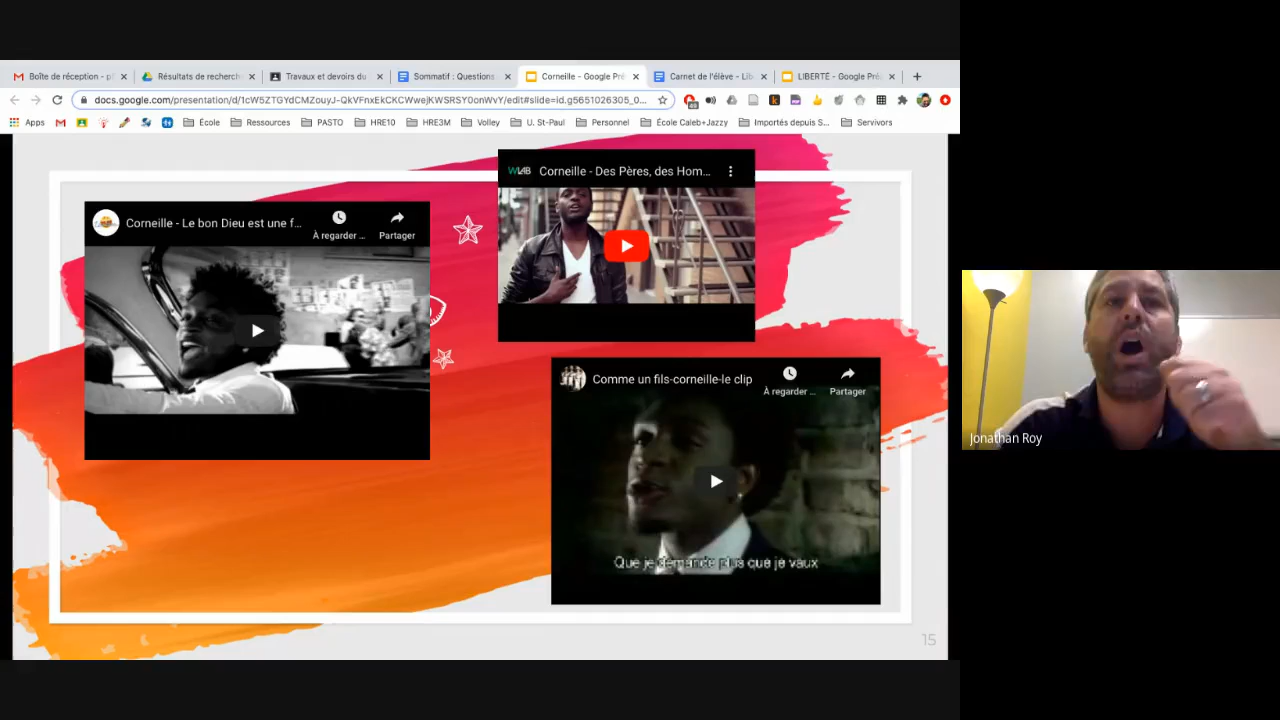 Boîte de réception - p
Résultats de recherch
Travaux et devoirs du
Sommatif : Questions
Corneille - Google Pré
Carnet de l'élève - Lib
LIBERTÉ - Google Pré
docs.google.com/presentation/d/1cW5ZTGYdCMZouyJ-QkVFnxEkCKCWwejKWSRSY0onWvY/edit#slide=id.g5651026305_0...
Apps
École
Ressources
PASTO
HRE10
HRE3M
Volley
U. St-Paul
Personnel
École Caleb+Jazzy
Importés depuis S...
Servivors
WLAB
Corneille - Des Pères, des Hom...
Corneille - Le bon Dieu est une f...
À regarder ...
Partager
Comme un fils-corneille-le clip
À regarder ...
Partager
Que je demande plus que je vaux
Jonathan Roy
15